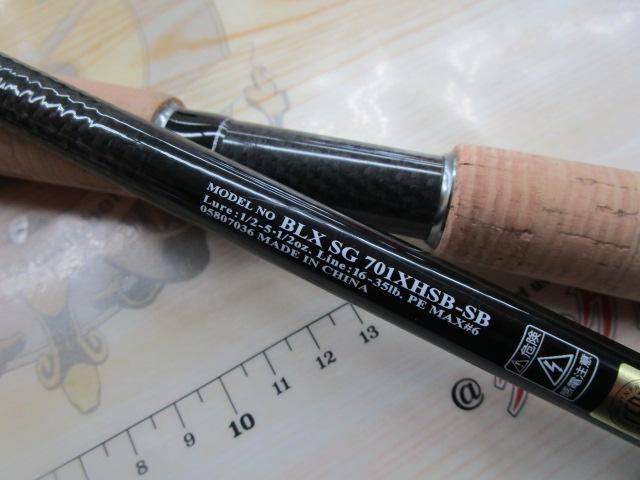 MODEL NO BLX SG 701XHSB-SB
Lure:1/2-5-1/2oz. Line:16-35lb. PE MAX#6
05807036 MADE IN CHINA
危険
感電注意
8 9 10 11 12 13
@